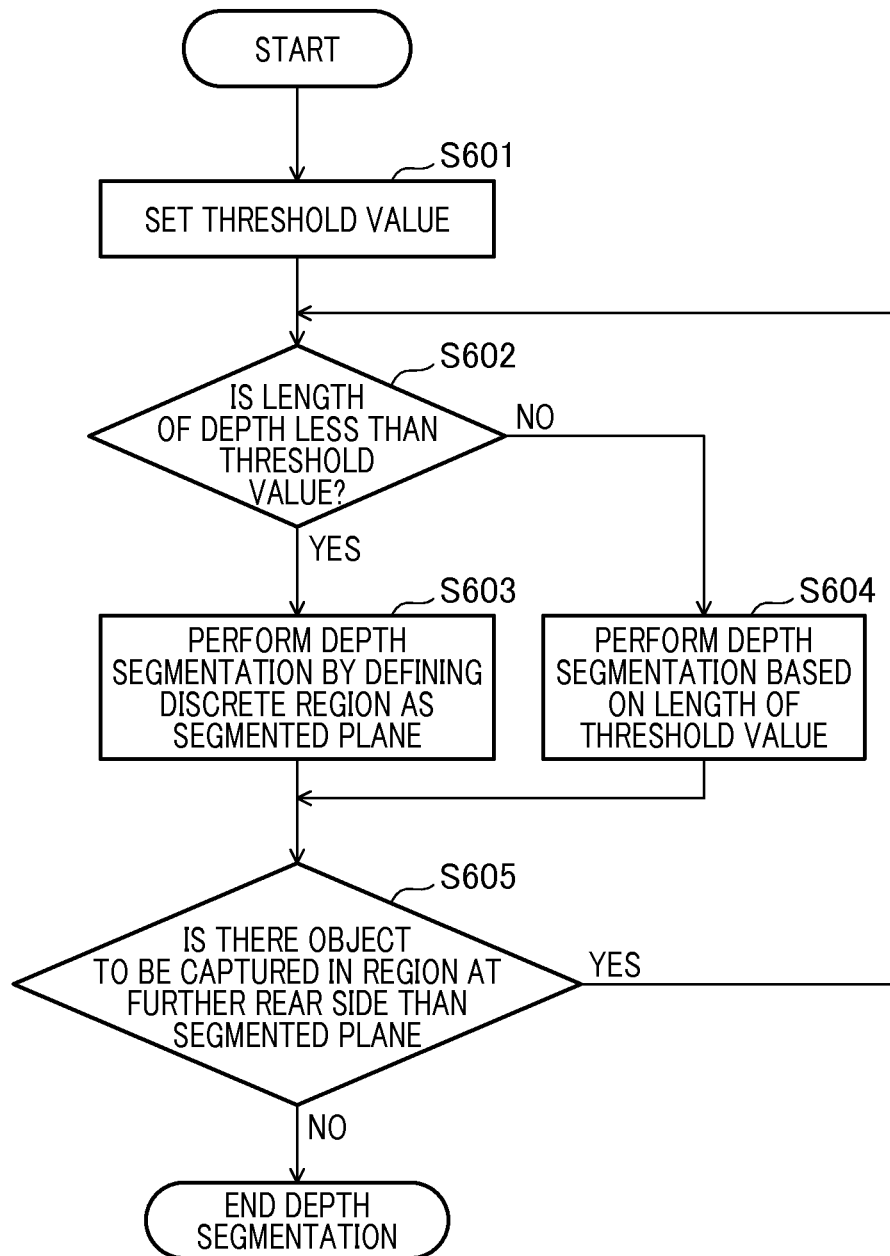 START
S601
SET THRESHOLD VALUE
S602
IS LENGTH
OF DEPTH LESS THAN
THRESHOLD
VALUE?
NO
YES
S603
PERFORM DEPTH
SEGMENTATION BY DEFINING
DISCRETE REGION AS
SEGMENTED PLANE
S604
PERFORM DEPTH
SEGMENTATION BASED
ON LENGTH OF
THRESHOLD VALUE
S605
IS THERE OBJECT
TO BE CAPTURED IN REGION AT
FURTHER REAR SIDE THAN
SEGMENTED PLANE
YES
NO
END DEPTH
SEGMENTATION